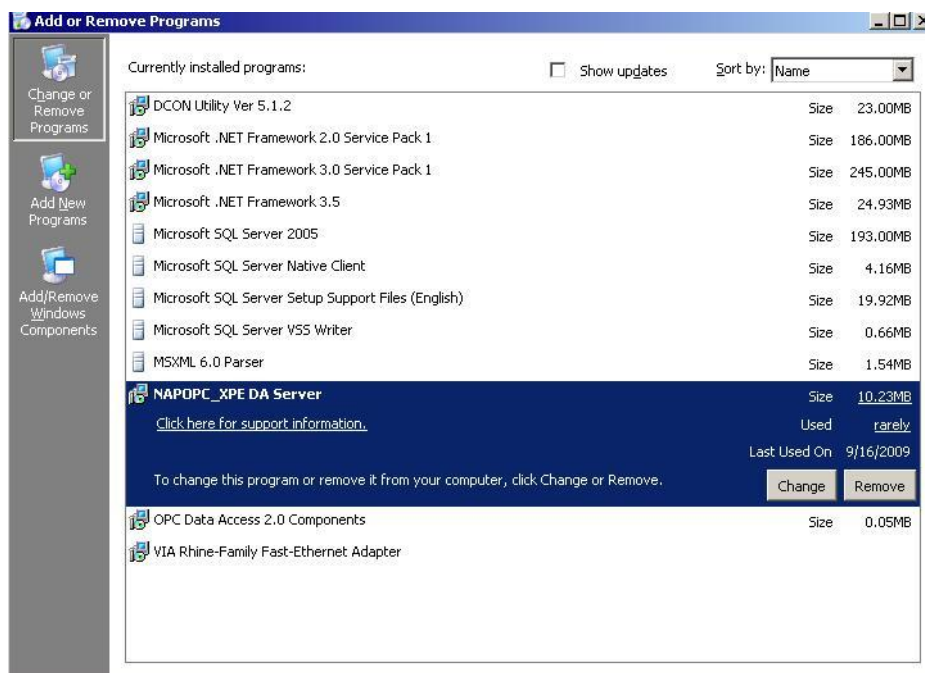 Add or Remove Programs
Change or
Remove
Programs
Add New
Programs
Add/Remove
Windows
Components
Currently installed programs:
Show updates
Sort by: Name
DCON Utility Ver 5.1.2 Size 23.00MB
Microsoft .NET Framework 2.0 Service Pack 1 Size 186.00MB
Microsoft .NET Framework 3.0 Service Pack 1 Size 245.00MB
Microsoft .NET Framework 3.5 Size 24.93MB
Microsoft SQL Server 2005 Size 193.00MB
Microsoft SQL Server Native Client Size 4.16MB
Microsoft SQL Server Setup Support Files (English) Size 19.92MB
Microsoft SQL Server VSS Writer Size 0.66MB
MSXML 6.0 Parser Size 1.54MB
NAPOPC_XPE DA Server Size 10.23MB
Click here for support information. Used rarely
Last Used On 9/16/2009
To change this program or remove it from your computer, click Change or Remove. Change Remove
OPC Data Access 2.0 Components Size 0.05MB
VIA Rhine-Family Fast-Ethernet Adapter